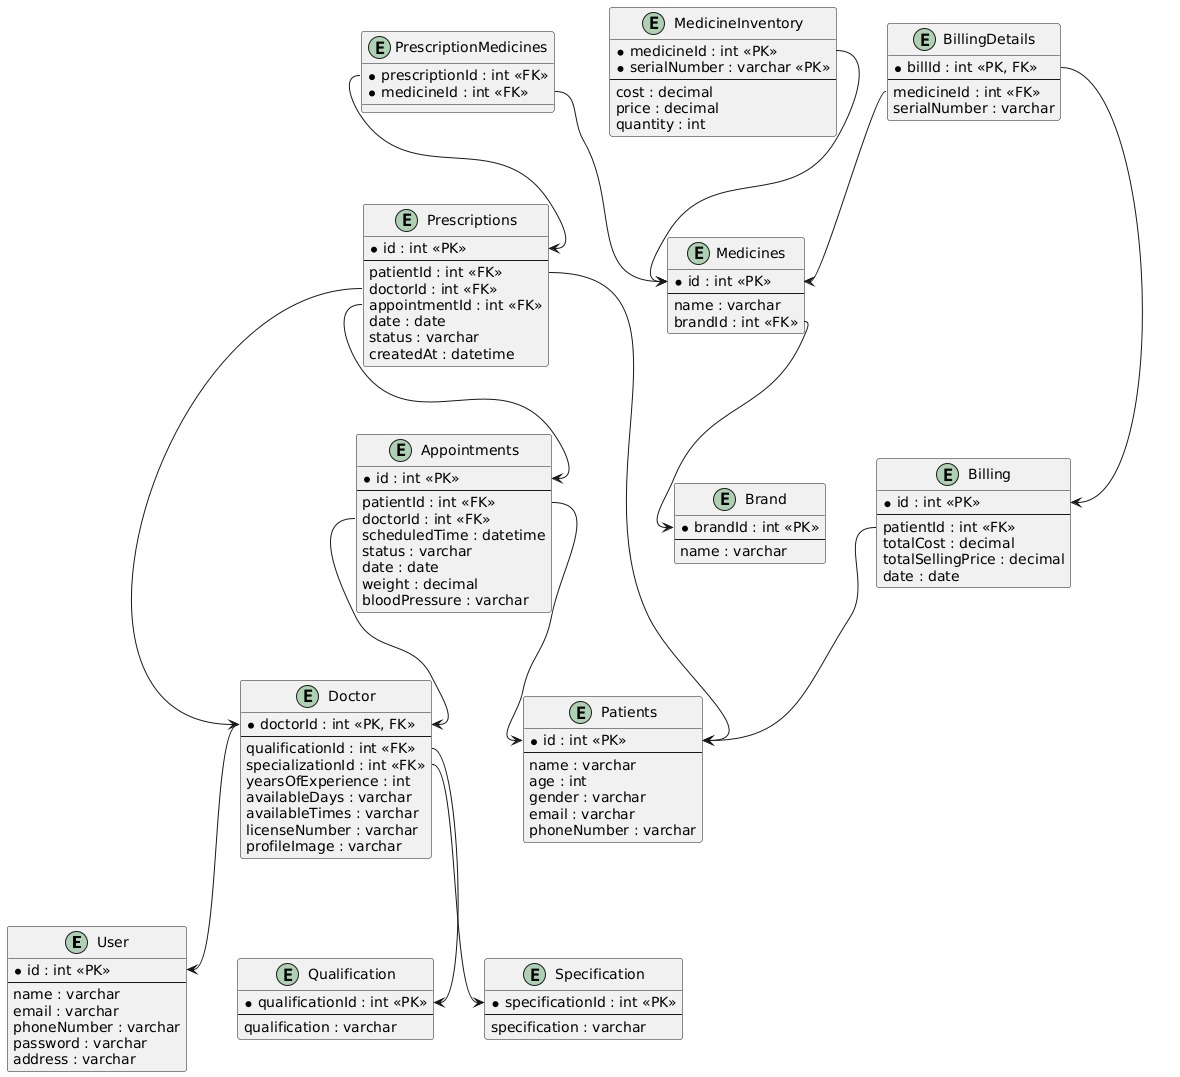 E PrescriptionMedicines
* prescriptionId : int «FK»
* medicineId : int «FK»
E MedicineInventory
* medicineId : int «PK»
* serialNumber : varchar «PK»
cost : decimal
price : decimal
quantity : int
E BillingDetails
* billId : int «PK, FK»
medicineId : int «FK»
serialNumber : varchar
E Prescriptions
* id : int «PK»
patientId : int «FK»
doctorId : int «FK»
appointmentId : int «FK»
date : date
status : varchar
createdAt : datetime
E Medicines
* id : int «PK»
name : varchar
brandId : int «FK»
E Appointments
* id : int «PK»
patientId : int «FK»
doctorId : int «FK»
scheduledTime : datetime
status : varchar
date : date
weight : decimal
bloodPressure : varchar
E Brand
* brandId : int «PK»
name : varchar
E Billing
* id : int «PK»
patientId : int «FK»
totalCost : decimal
totalSellingPrice : decimal
date : date
E Doctor
* doctorId : int «PK, FK»
qualificationId : int «FK»
specializationId : int «FK»
yearsOfExperience : int
availableDays : varchar
availableTimes : varchar
licenseNumber : varchar
profileImage : varchar
E Patients
* id : int «PK»
name : varchar
age : int
gender : varchar
email : varchar
phoneNumber : varchar
E User
* id : int «PK»
name : varchar
email : varchar
phoneNumber : varchar
password : varchar
address : varchar
E Qualification
* qualificationId : int «PK»
qualification : varchar
E Specification
* specificationId : int «PK»
specification : varchar